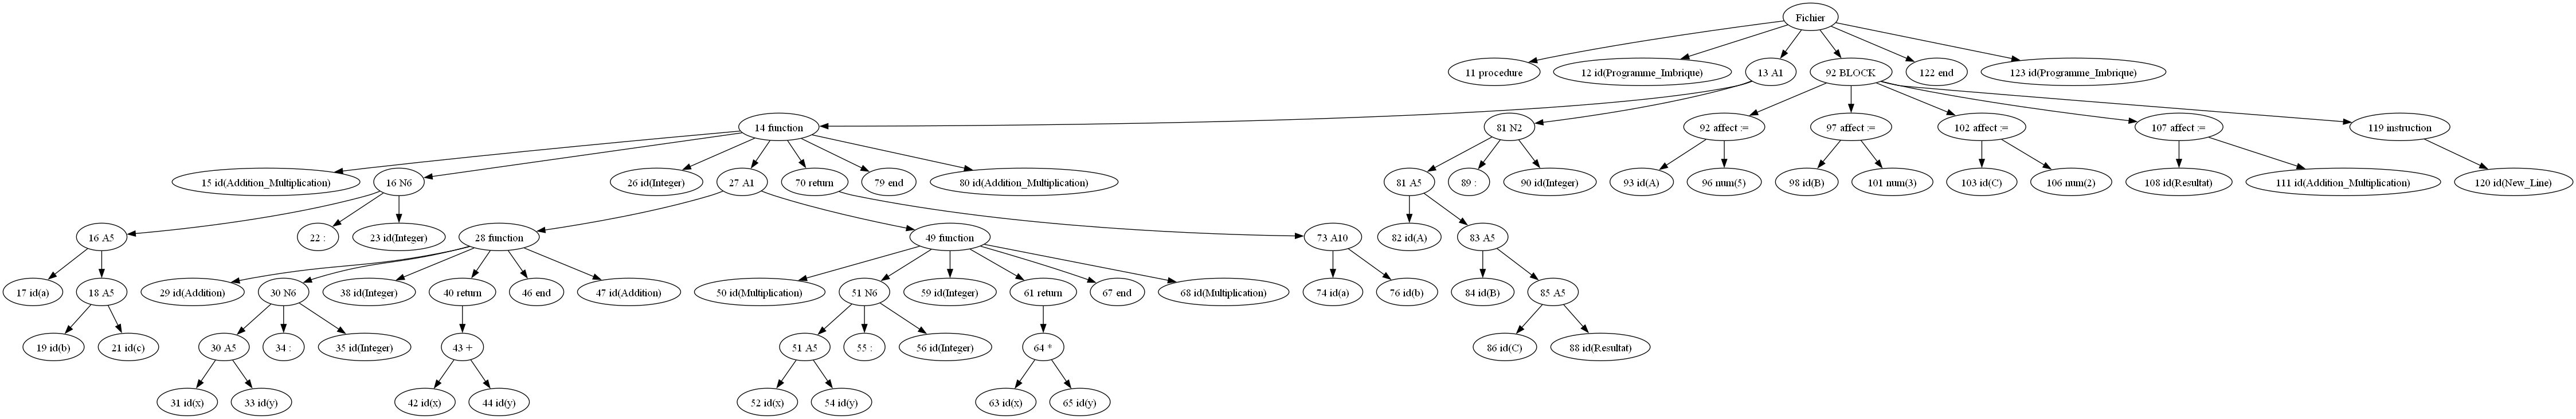 Fichier
11 procedure
12 id(Programme_Imbrique)
13 A1
92 BLOCK
122 end
123 id(Programme_Imbrique)
14 function
81 N2
92 affect :=
97 affect :=
102 affect :=
107 affect :=
119 instruction
15 id(Addition_Multiplication)
16 N6
26 id(Integer)
27 A1
70 return
79 end
80 id(Addition_Multiplication)
81 A5
89 :
90 id(Integer)
93 id(A)
96 num(5)
98 id(B)
101 num(3)
103 id(C)
106 num(2)
108 id(Resultat)
111 id(Addition_Multiplication)
120 id(New_Line)
16 A5
22 :
23 id(Integer)
28 function
49 function
73 A10
82 id(A)
83 A5
17 id(a)
18 A5
29 id(Addition)
30 N6
38 id(Integer)
40 return
46 end
47 id(Addition)
50 id(Multiplication)
51 N6
59 id(Integer)
61 return
67 end
68 id(Multiplication)
74 id(a)
76 id(b)
84 id(B)
85 A5
19 id(b)
21 id(c)
30 A5
34 :
35 id(Integer)
43 +
51 A5
55 :
56 id(Integer)
64 *
86 id(C)
88 id(Resultat)
31 id(x)
33 id(y)
42 id(x)
44 id(y)
52 id(x)
54 id(y)
63 id(x)
65 id(y)